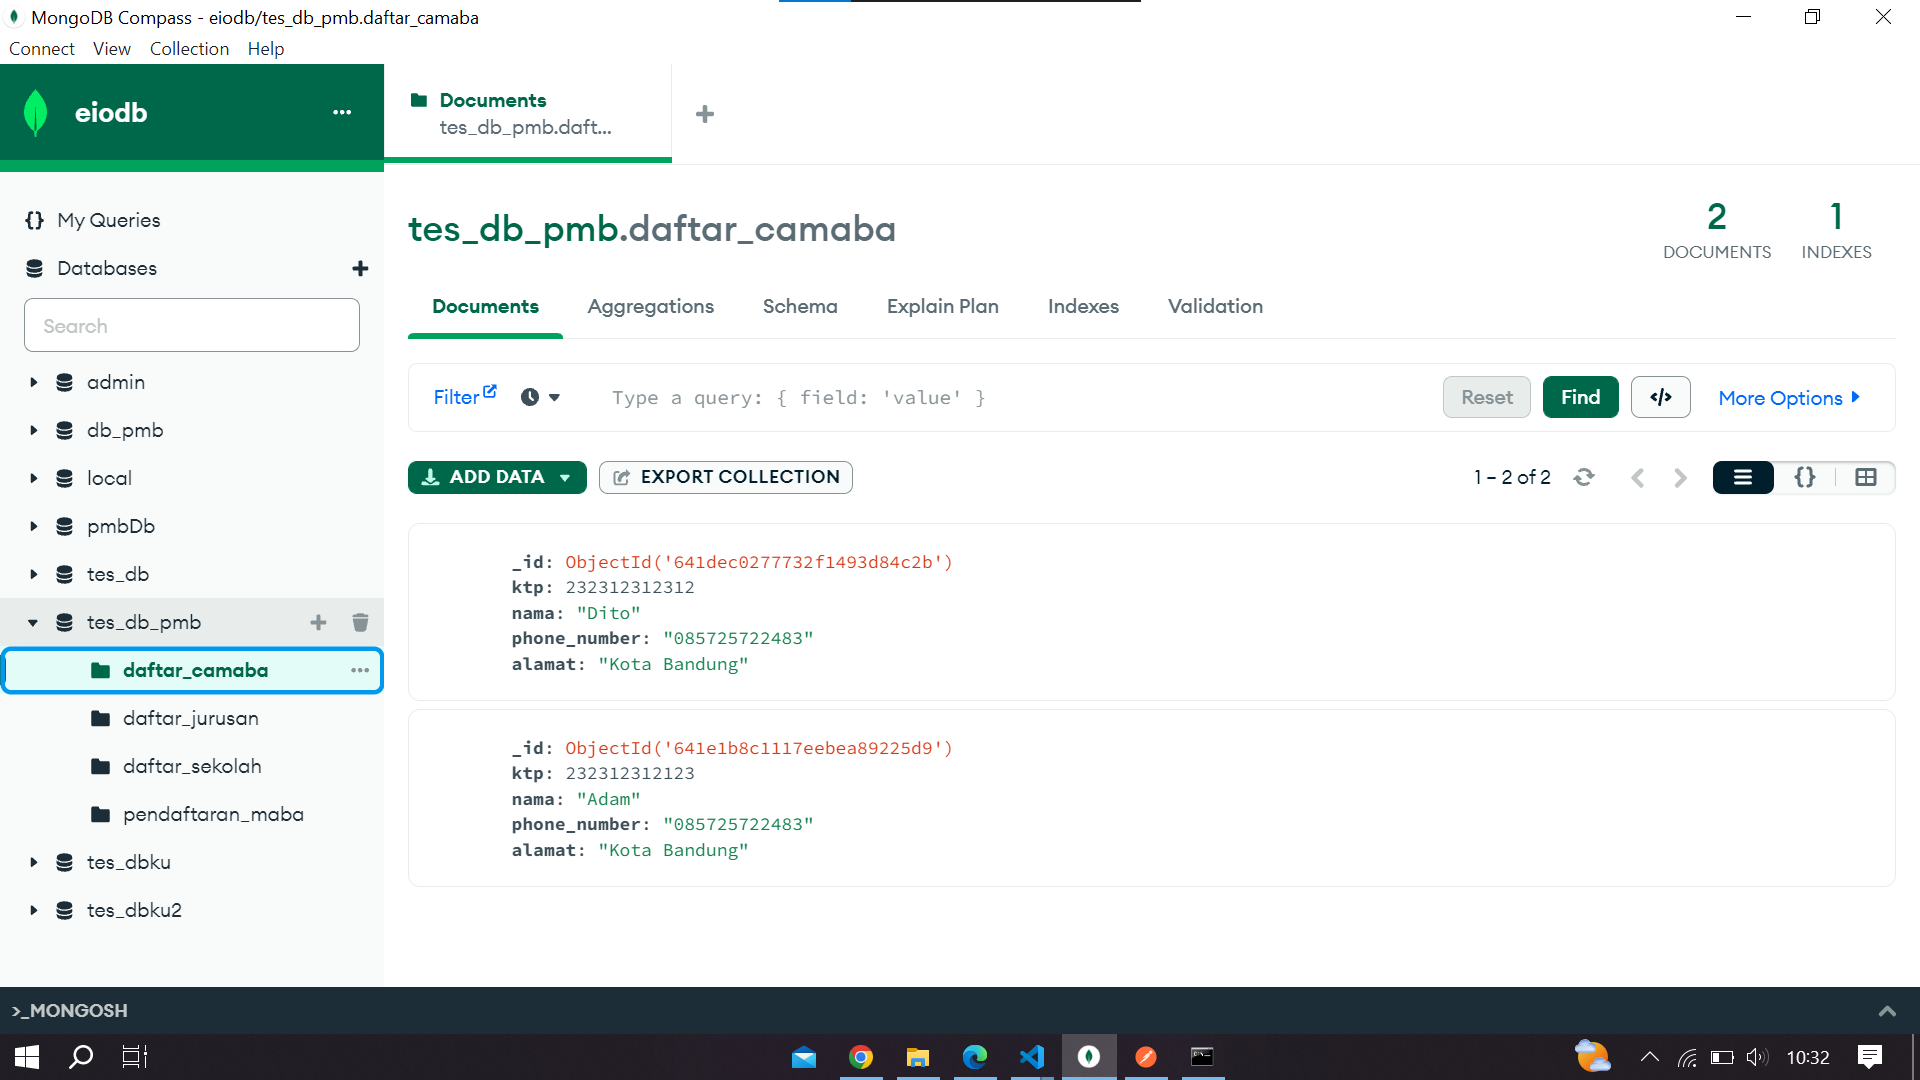 MongoDB Compass - eiodb/tes_db_pmb.daftar_camaba
Connect View Collection Help
eiodb
Documents
tes_db_pmb.daft...
My Queries
Databases
Search
admin
db_pmb
local
pmbDb
tes_db
tes_db_pmb
daftar_camaba
daftar_jurusan
daftar_sekolah
pendaftaran_maba
tes_dbku
tes_dbku2
tes_db_pmb.daftar_camaba
2
DOCUMENTS
1
INDEXES
Documents Aggregations Schema Explain Plan Indexes Validation
Filter Type a query: { field: 'value' } Reset Find </> More Options
ADD DATA EXPORT COLLECTION 1 – 2 of 2 {}
_id: ObjectId('641dec0277732f1493d84c2b')
ktp: 232312312312
nama: "Dito"
phone_number: "085725722483"
alamat: "Kota Bandung"
_id: ObjectId('641e1b8c1117eebea89225d9')
ktp: 232312312123
nama: "Adam"
phone_number: "085725722483"
alamat: "Kota Bandung"
>_MONGOSH
10:32